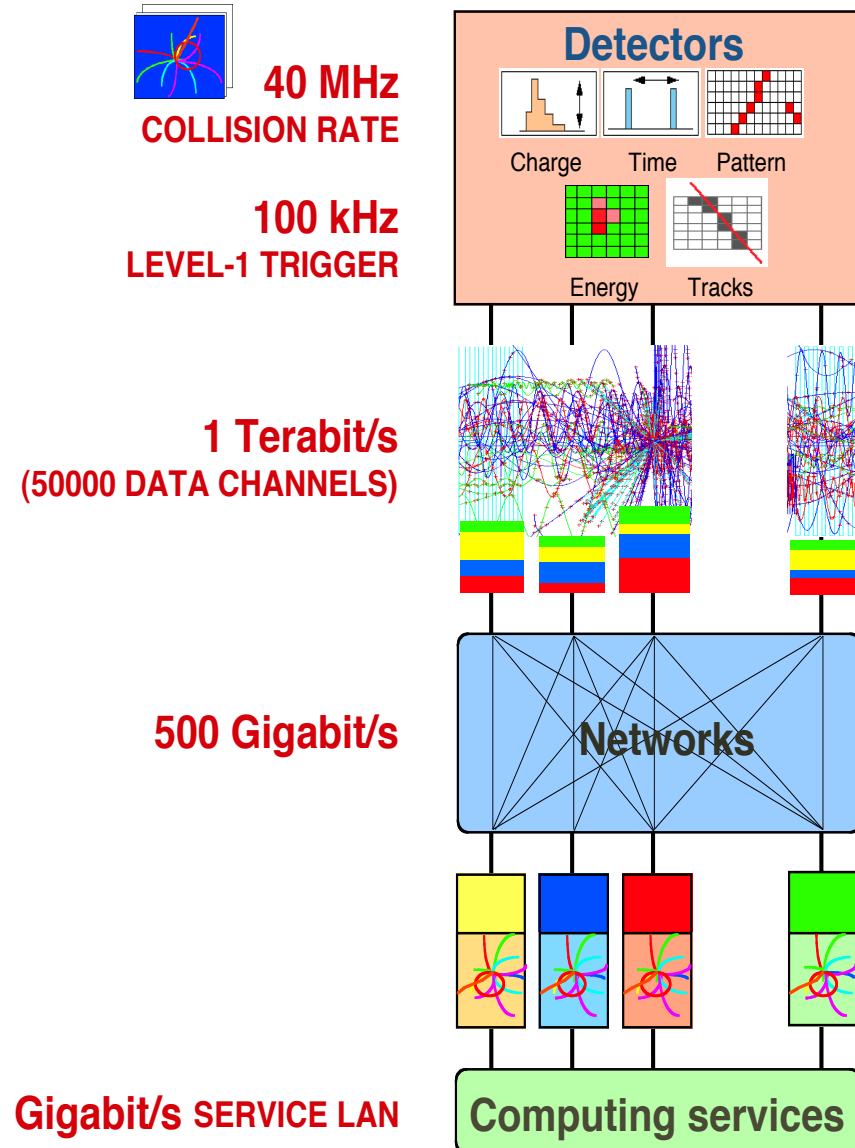 40 MHz
COLLISION RATE
100 kHz
LEVEL-1 TRIGGER
Detectors
Charge Time Pattern
Energy Tracks
1 Terabit/s
(50000 DATA CHANNELS)
500 Gigabit/s
Networks
Gigabit/s SERVICE LAN
Computing services